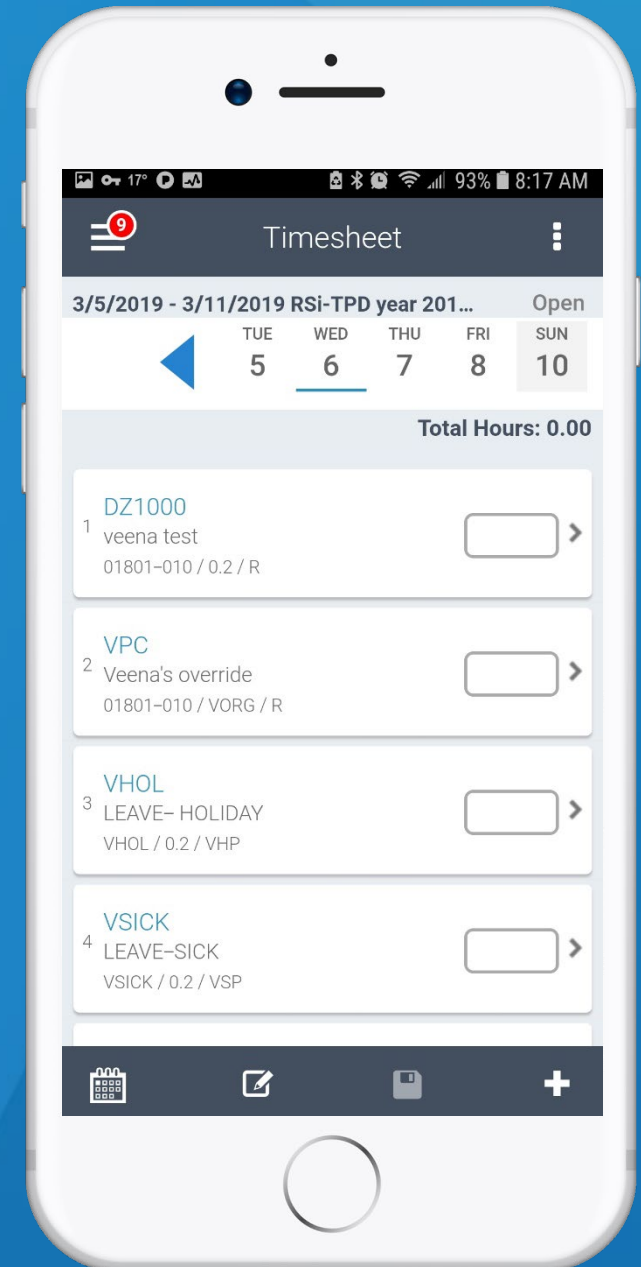 17° 93% 8:17 AM
9 Timesheet
3/5/2019 - 3/11/2019 RSi-TPD year 201... Open
TUE WED THU FRI SUN
5 6 7 8 10
Total Hours: 0.00
DZ1000
1 veena test
01801-010 / 0.2 / R
VPC
2 Veena's override
01801-010 / VORG / R
VHOL
3 LEAVE- HOLIDAY
VHOL / 0.2 / VHP
VSICK
4 LEAVE-SICK
VSICK / 0.2 / VSP